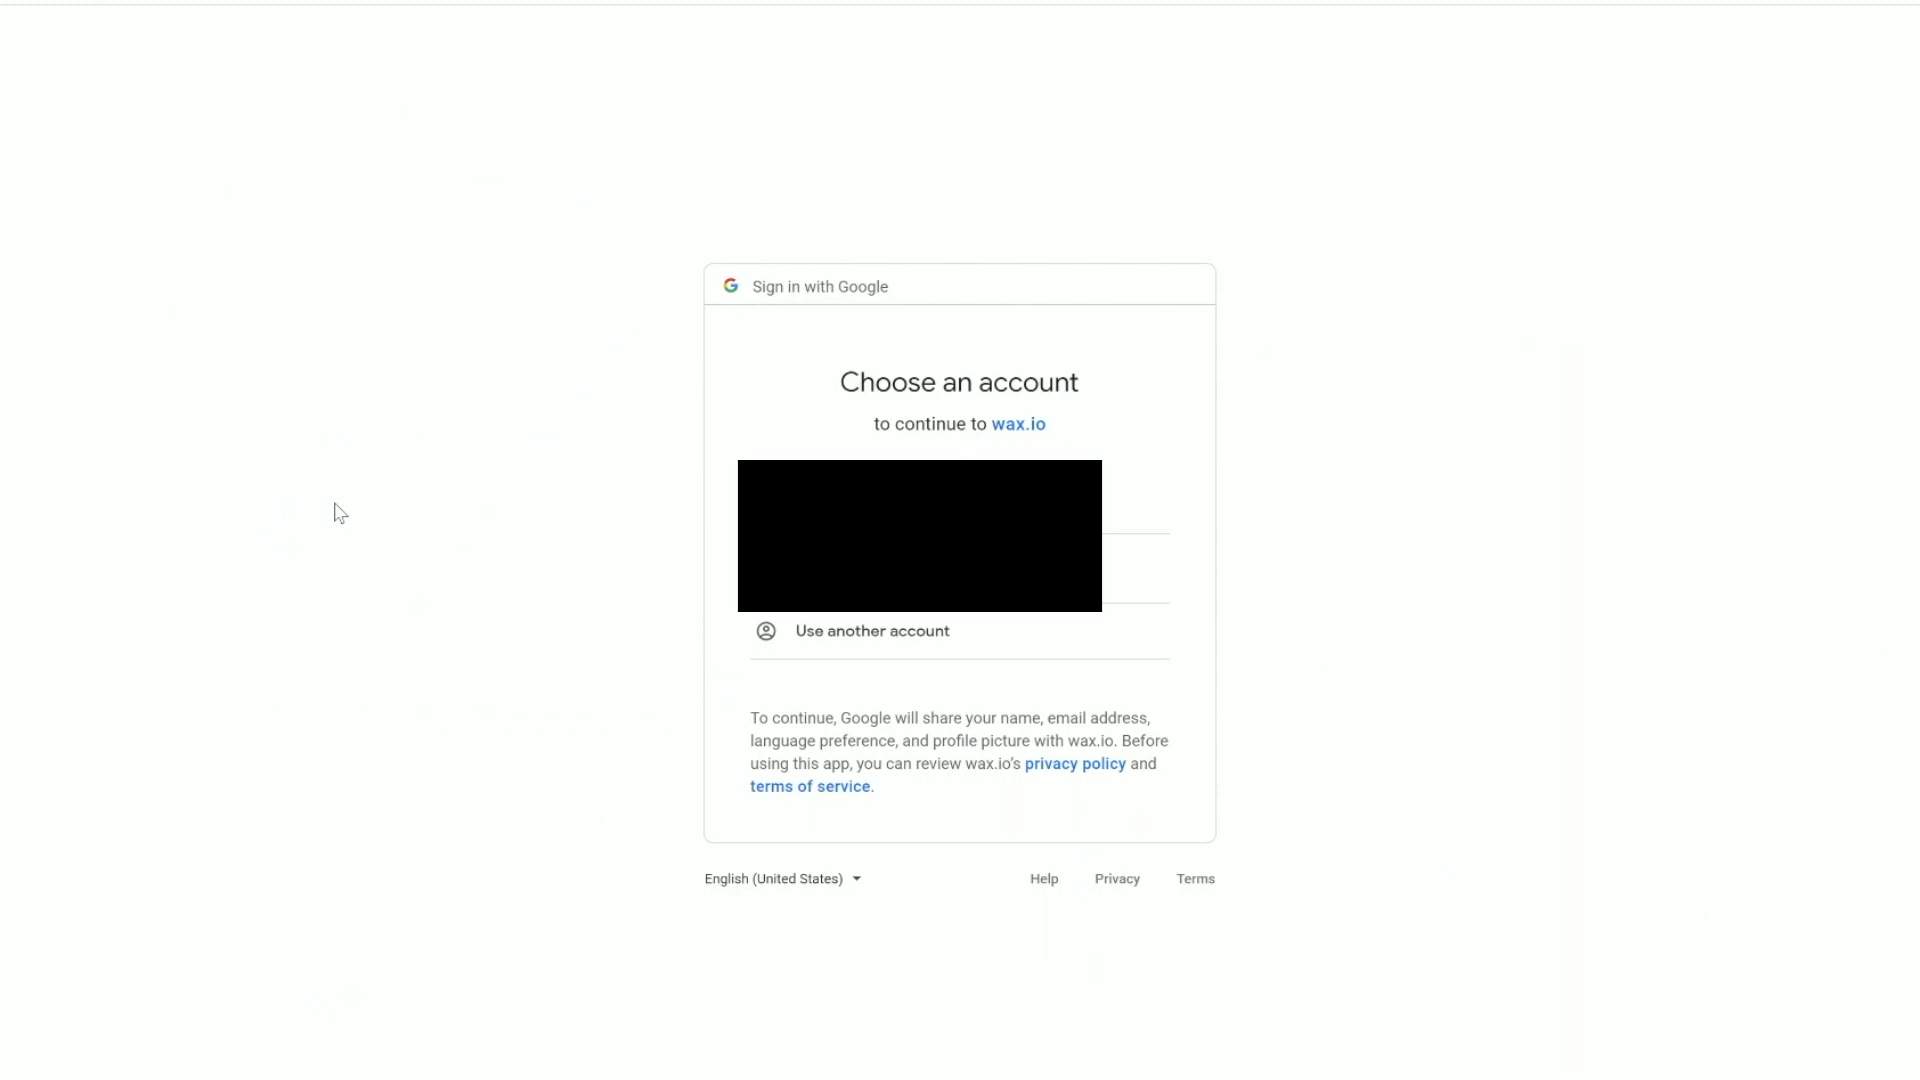 Sign in with Google
Choose an account
to continue to wax.io
Use another account
To continue, Google will share your name, email address,
language preference, and profile picture with wax.io. Before
using this app, you can review wax.io's privacy policy and
terms of service.
English (United States)
Help Privacy Terms